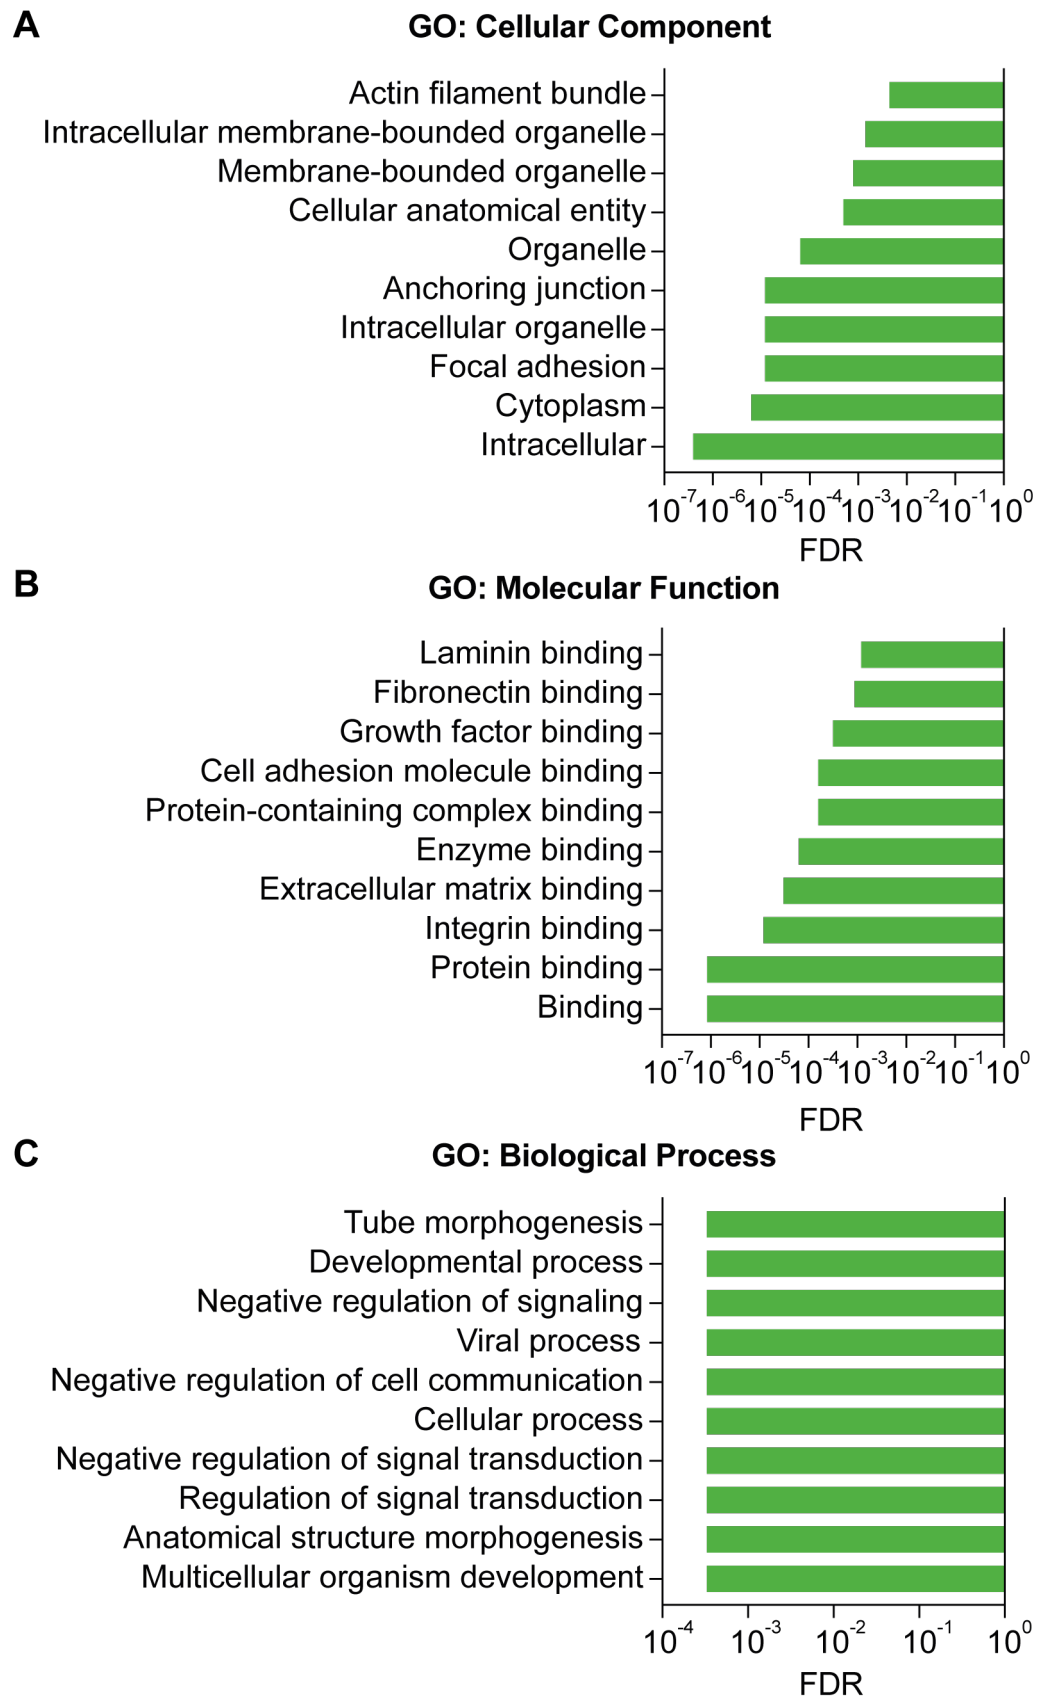 A
GO: Cellular Component
Actin filament bundle
Intracellular membrane-bounded organelle
Membrane-bounded organelle
Cellular anatomical entity
Organelle
Anchoring junction
Intracellular organelle
Focal adhesion
Cytoplasm
Intracellular
10⁻⁷ 10⁻⁶ 10⁻⁵ 10⁻⁴ 10⁻³ 10⁻² 10⁻¹ 10⁰
FDR
B
GO: Molecular Function
Laminin binding
Fibronectin binding
Growth factor binding
Cell adhesion molecule binding
Protein-containing complex binding
Enzyme binding
Extracellular matrix binding
Integrin binding
Protein binding
Binding
10⁻⁷ 10⁻⁶ 10⁻⁵ 10⁻⁴ 10⁻³ 10⁻² 10⁻¹ 10⁰
FDR
C
GO: Biological Process
Tube morphogenesis
Developmental process
Negative regulation of signaling
Viral process
Negative regulation of cell communication
Cellular process
Negative regulation of signal transduction
Regulation of signal transduction
Anatomical structure morphogenesis
Multicellular organism development
10⁻⁴ 10⁻³ 10⁻² 10⁻¹ 10⁰
FDR